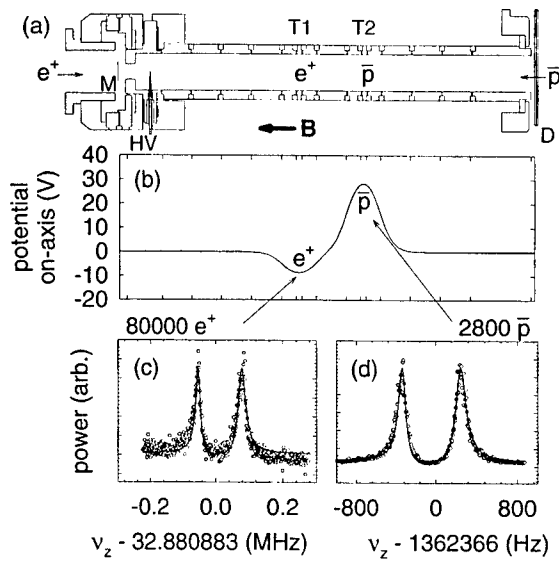 (a)
T1 T2
e⁺ e⁺ p̄ p̄
M
HV B D
(b)
potential
on-axis (V)
40
30
20
10
0
-10
-20
p̄
e⁺
80000 e⁺
2800 p̄
(c)
(d)
power (arb.)
-0.2 0.0 0.2
-800 0 800
νz - 32.880883 (MHz)
νz - 1362366 (Hz)